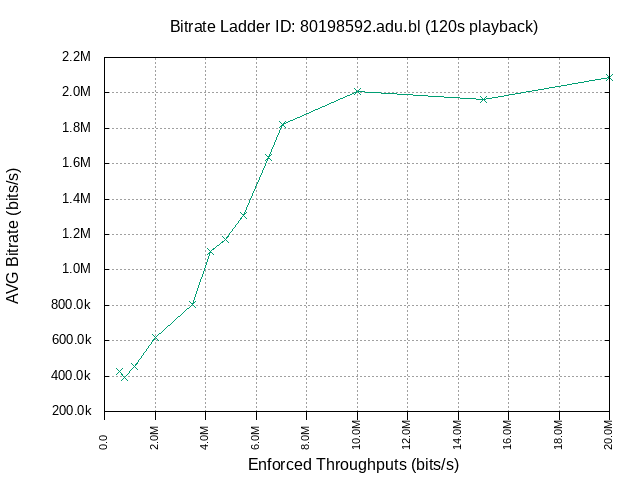 Bitrate Ladder ID: 80198592.adu.bl (120s playback)
2.2M
2.0M
1.8M
1.6M
1.4M
1.2M
1.0M
800.0k
600.0k
400.0k
200.0k
AVG Bitrate (bits/s)
0.0
2.0M
4.0M
6.0M
8.0M
10.0M
12.0M
14.0M
16.0M
18.0M
20.0M
Enforced Throughputs (bits/s)